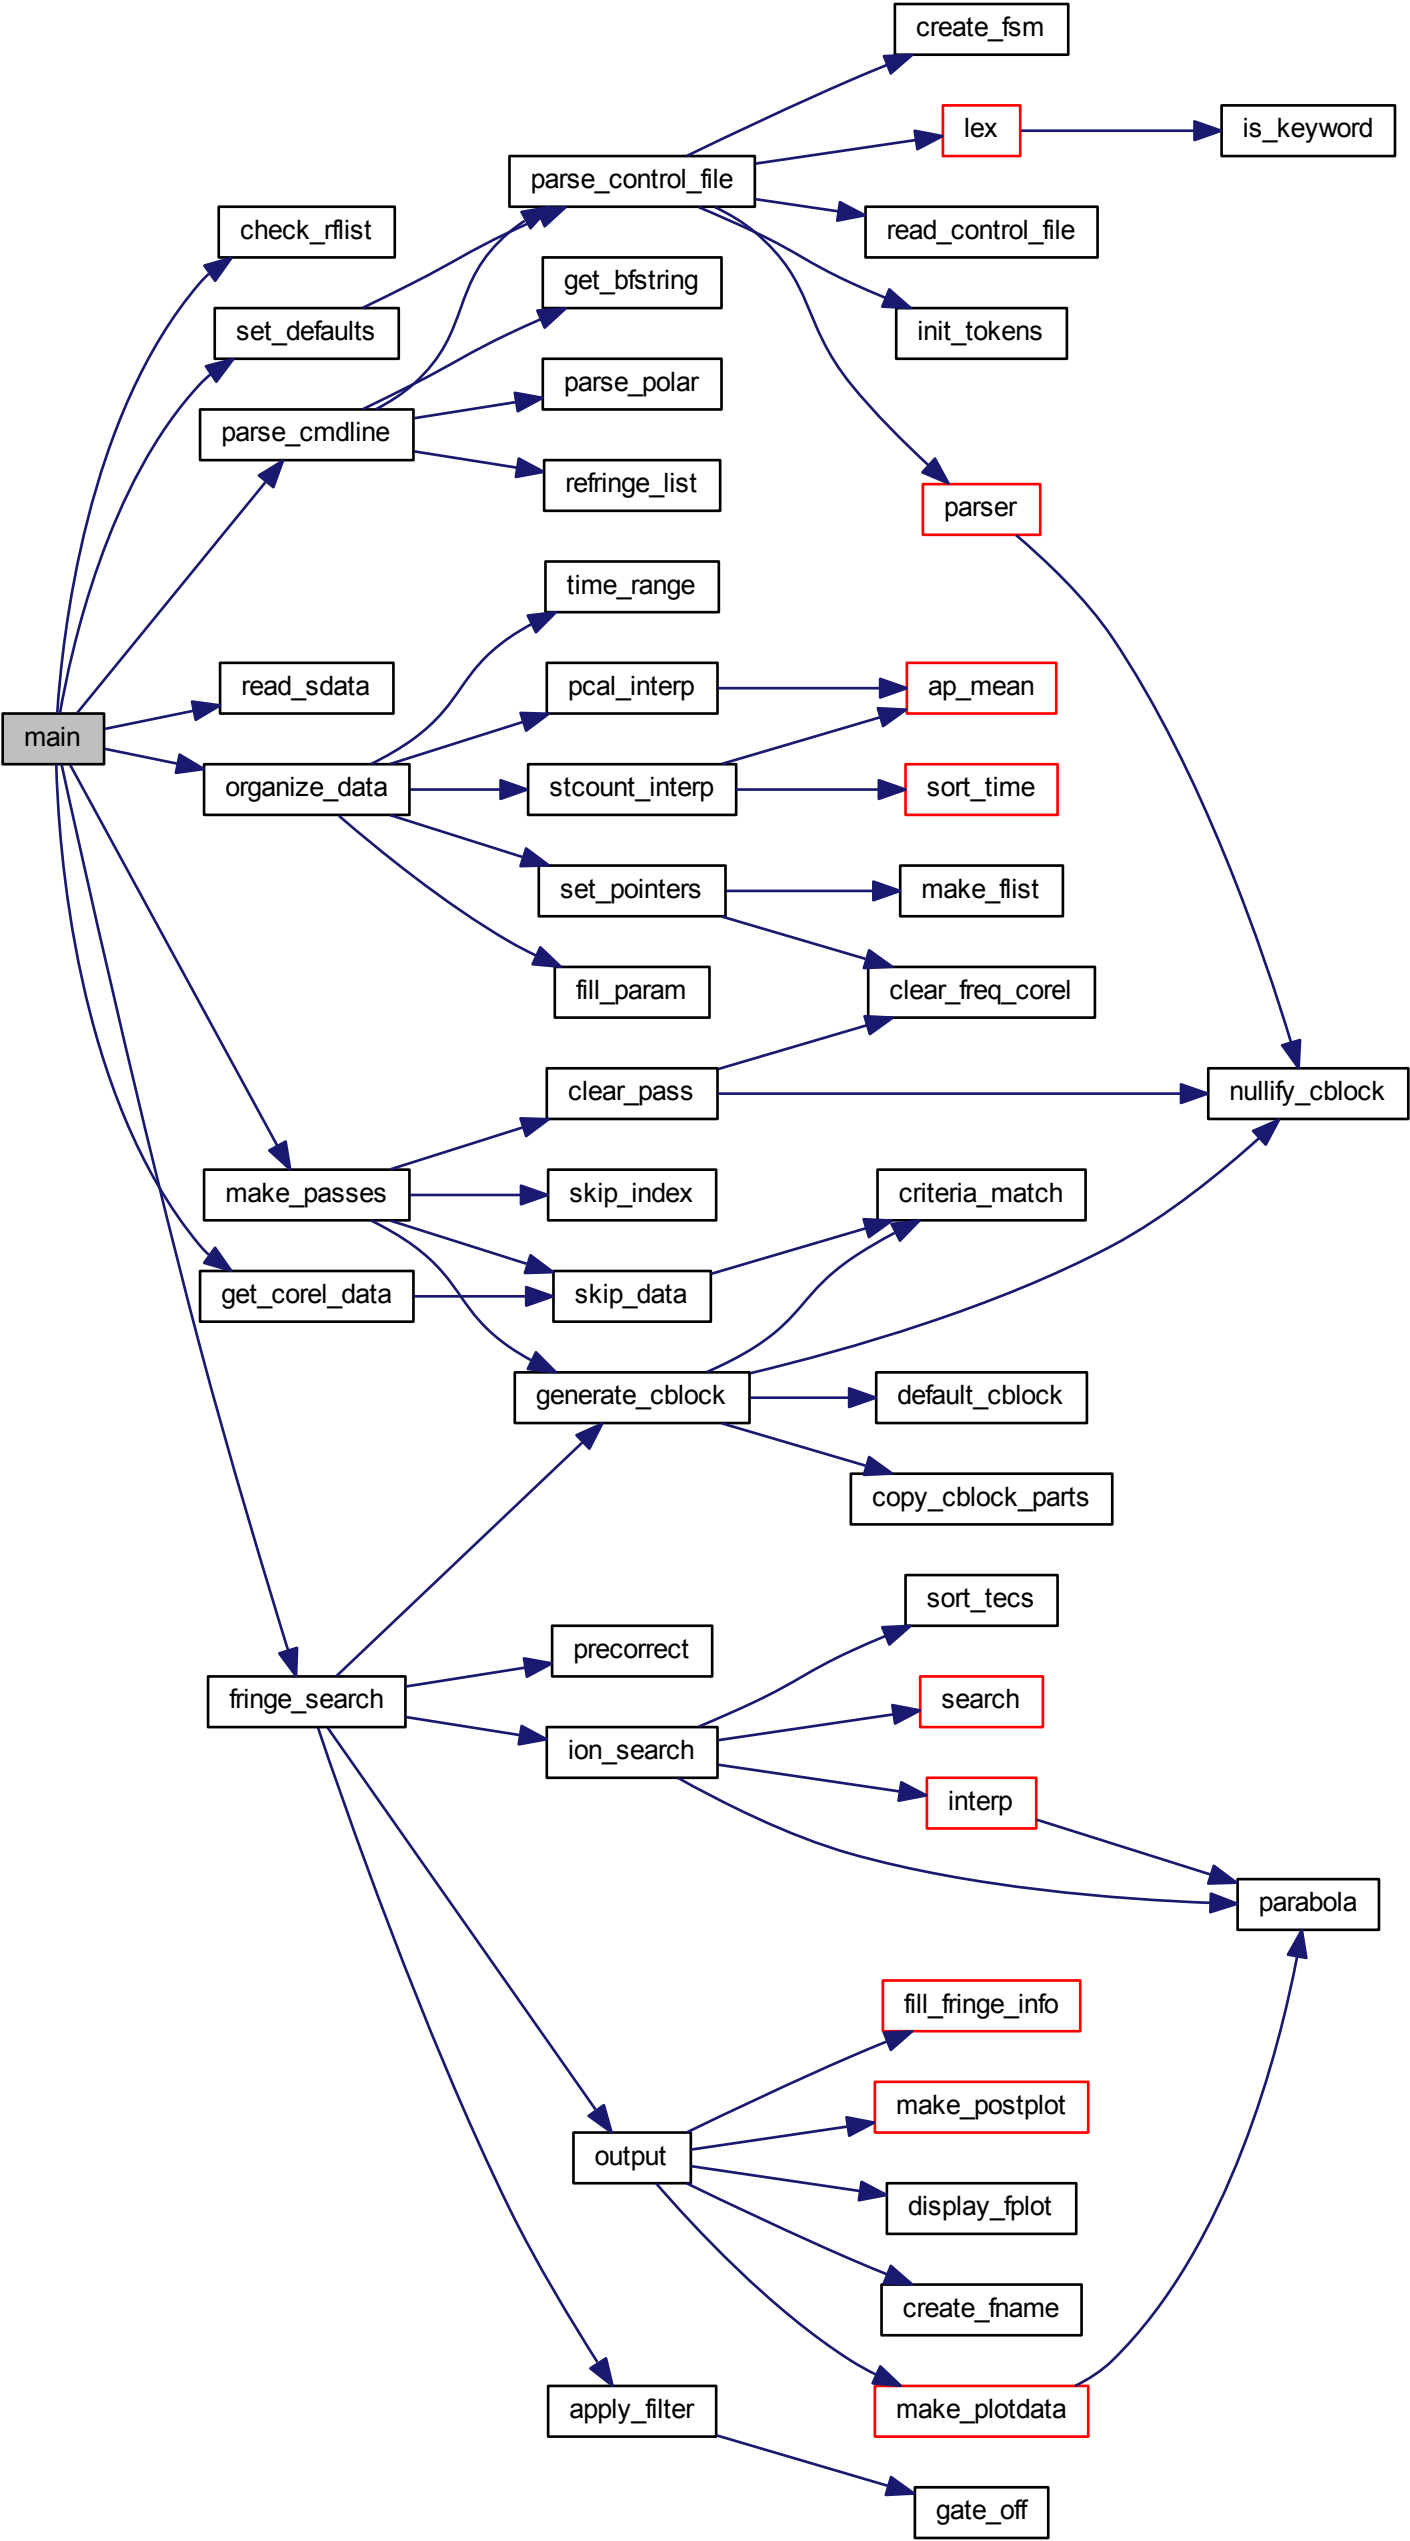 create_fsm
lex
is_keyword
parse_control_file
check_rflist
read_control_file
get_bfstring
set_defaults
init_tokens
parse_polar
parse_cmdline
refringe_list
parser
time_range
read_sdata
pcal_interp
ap_mean
main
organize_data
stcount_interp
sort_time
set_pointers
make_flist
fill_param
clear_freq_corel
clear_pass
nullify_cblock
make_passes
skip_index
criteria_match
get_corel_data
skip_data
generate_cblock
default_cblock
copy_cblock_parts
sort_tecs
precorrect
fringe_search
search
ion_search
interp
parabola
fill_fringe_info
make_postplot
output
display_fplot
create_fname
apply_filter
make_plotdata
gate_off